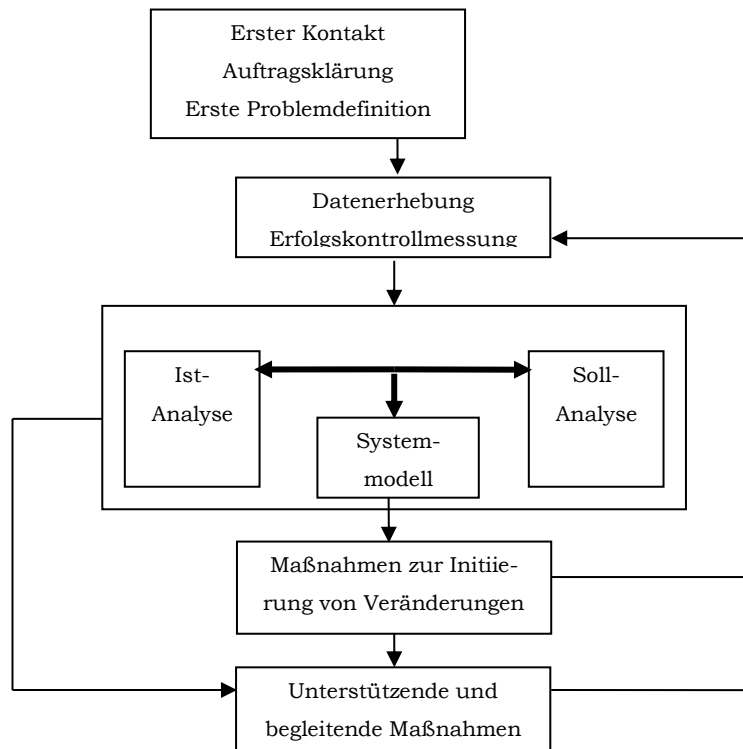 Erster Kontakt
Auftragsklärung
Erste Problemdefinition
Datenerhebung
Erfolgskontrollmessung
Ist-
Analyse
Soll-
Analyse
System-
modell
Maßnahmen zur Initiie-
rung von Veränderungen
Unterstützende und
begleitende Maßnahmen